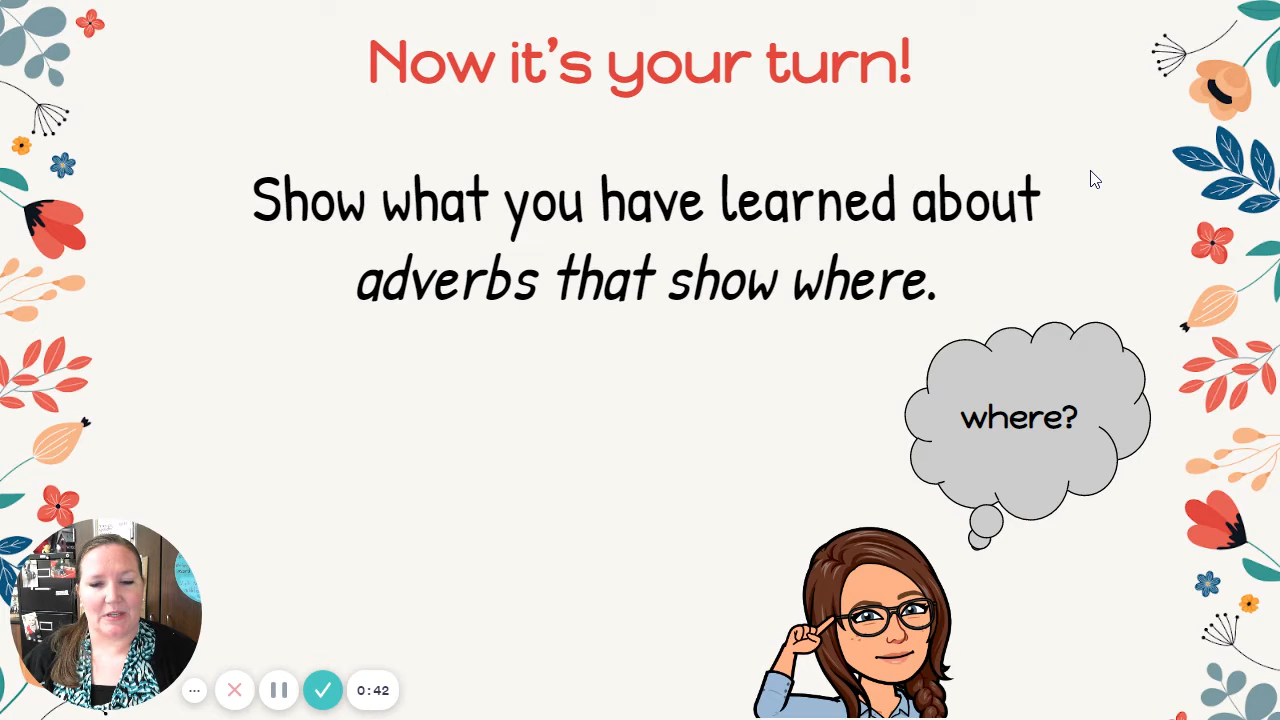 Now it's your turn!
Show what you have learned about
adverbs that show where.
where?
0:42